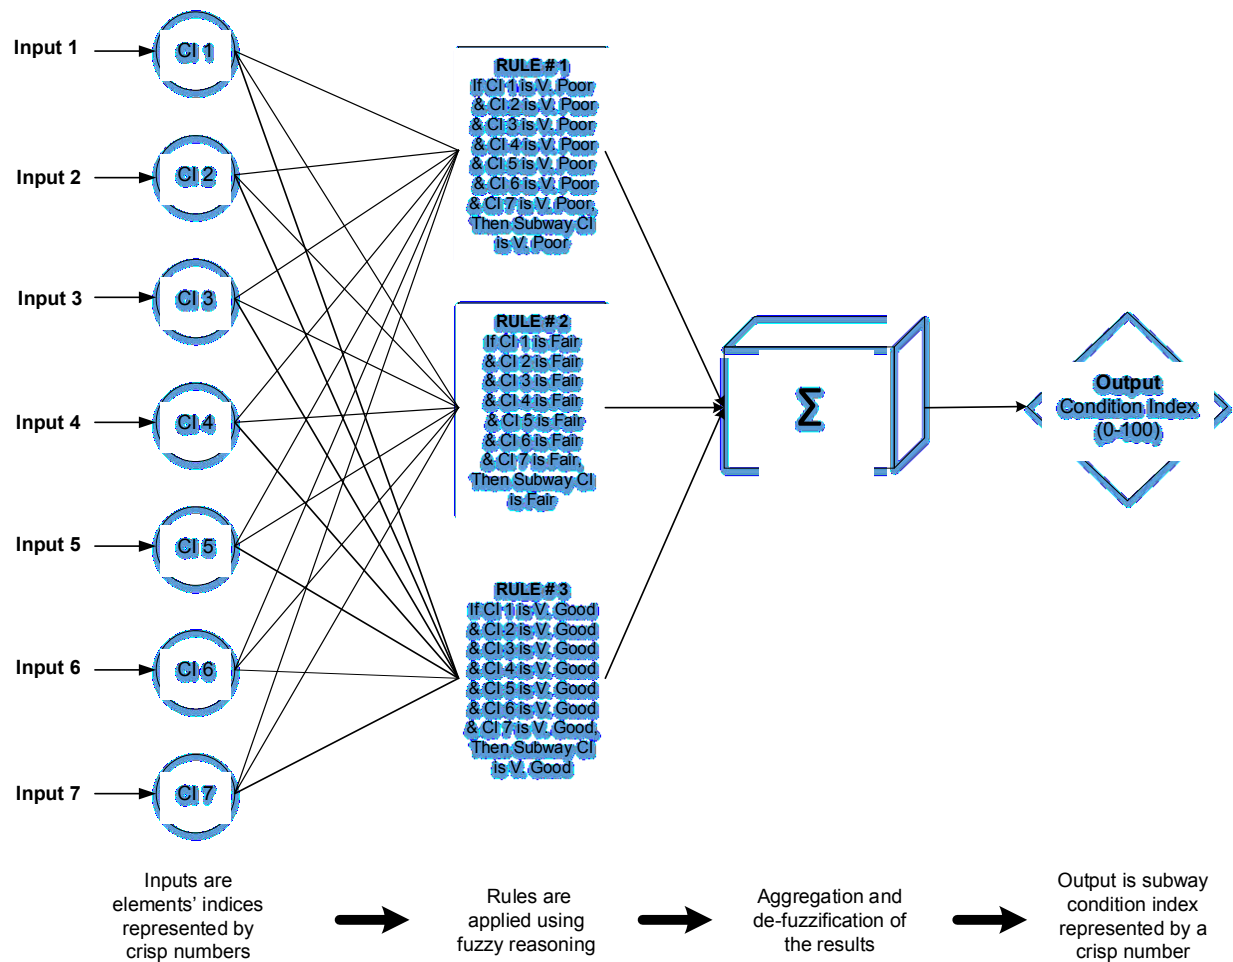 Input 1
CI 1
Input 2
CI 2
Input 3
CI 3
Input 4
CI 4
Input 5
CI 5
Input 6
CI 6
Input 7
CI 7
RULE # 1
If CI 1 is V. Poor
& CI 2 is V. Poor
& CI 3 is V. Poor
& CI 4 is V. Poor
& CI 5 is V. Poor
& CI 6 is V. Poor
& CI 7 is V. Poor,
Then Subway CI
is V. Poor
RULE # 2
If CI 1 is Fair
& CI 2 is Fair
& CI 3 is Fair
& CI 4 is Fair
& CI 5 is Fair
& CI 6 is Fair
& CI 7 is Fair,
Then Subway CI
is Fair
RULE # 3
If CI 1 is V. Good
& CI 2 is V. Good
& CI 3 is V. Good
& CI 4 is V. Good
& CI 5 is V. Good
& CI 6 is V. Good
& CI 7 is V. Good,
Then Subway CI
is V. Good
Σ
Output
Condition Index
(0-100)
Inputs are
elements’ indices
represented by
crisp numbers
Rules are
applied using
fuzzy reasoning
Aggregation and
de-fuzzification of
the results
Output is subway
condition index
represented by a
crisp number